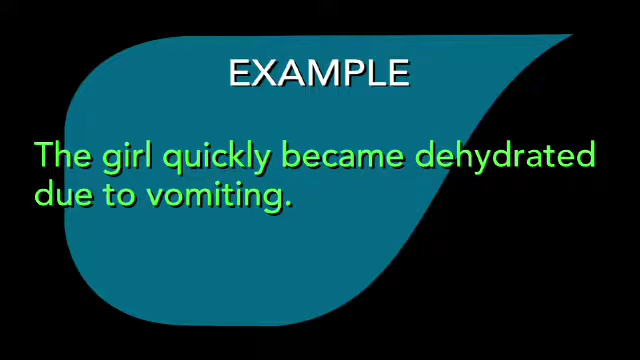 EXAMPLE
The girl quickly became dehydrated
due to vomiting.